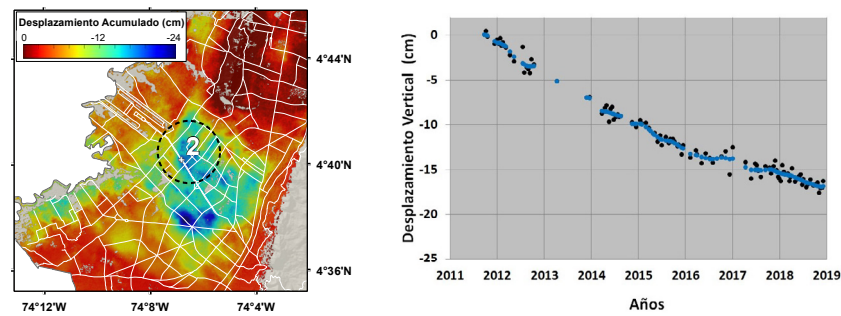 Desplazamiento Acumulado (cm)
0 -12 -24
4°44'N
4°40'N
4°36'N
2
74°12'W 74°8'W 74°4'W
Desplazamiento Vertical (cm)
0
-5
-10
-15
-20
-25
2011 2012 2013 2014 2015 2016 2017 2018 2019
Años